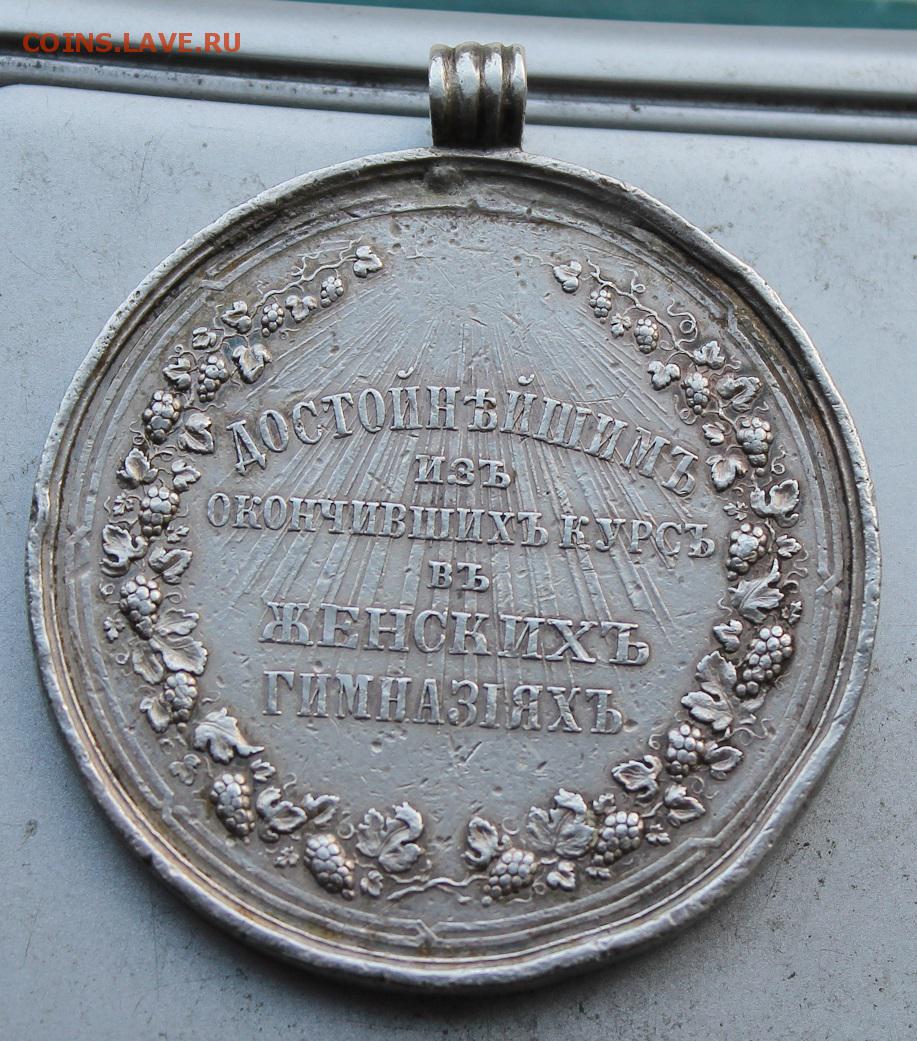 COINS.LAVE.RU
ДОСТОЙНѢЙШИМЪ
ИЗЪ
ОКОНЧИВШИХЪ КУРСЪ
ВЪ
ЖЕНСКИХЪ
ГИМНАЗІЯХЪ